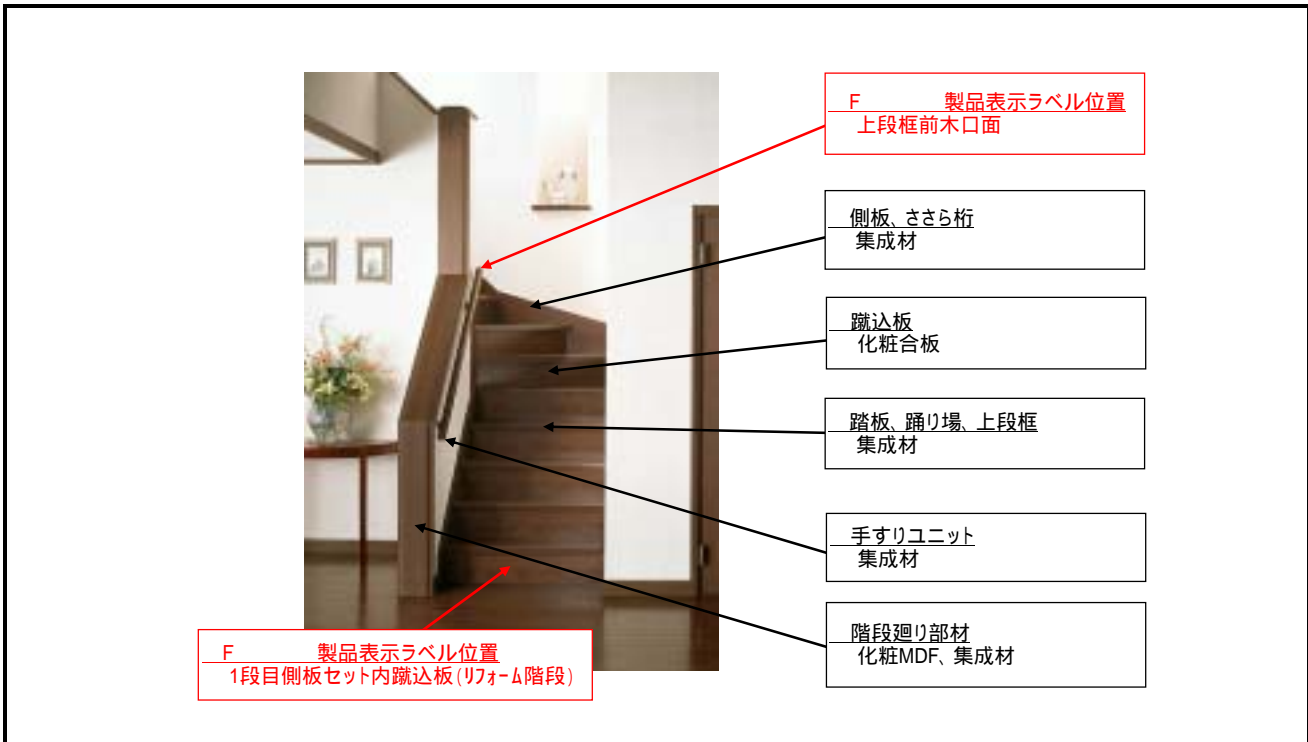 F 製品表示ラベル位置
上段框前木口面
側板、ささら桁
集成材
蹴込板
化粧合板
踏板、踊り場、上段框
集成材
手すりユニット
集成材
階段廻り部材
化粧MDF、集成材
F 製品表示ラベル位置
1段目側板セット内蹴込板(リフォーム階段)